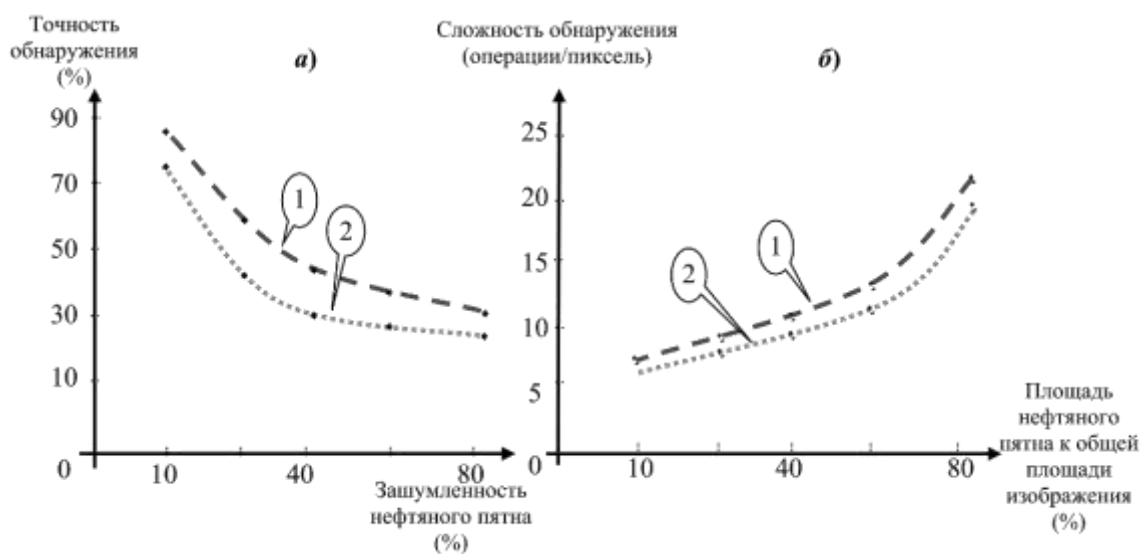 Точность
обнаружения
(%)
а)
90
70
50
30
10
0
10
40
80
1
2
Зашумленность
нефтяного пятна
(%)
Сложность обнаружения
(операции/пиксель)
б)
25
20
15
10
5
0
10
40
80
1
2
Площадь
нефтяного
пятна к общей
площади
изображения
(%)